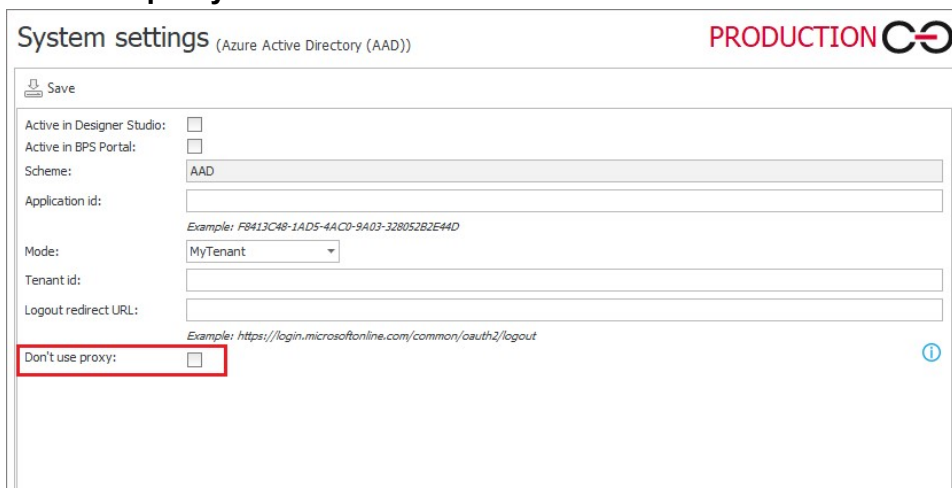 System settings (Azure Active Directory (AAD)) PRODUCTION
Save
Active in Designer Studio:
Active in BPS Portal:
Scheme: AAD
Application id:
Example: F8413C48-1AD5-4AC0-9A03-328052B2E44D
Mode: MyTenant
Tenant id:
Logout redirect URL:
Example: https://login.microsoftonline.com/common/oauth2/logout
Don't use proxy: